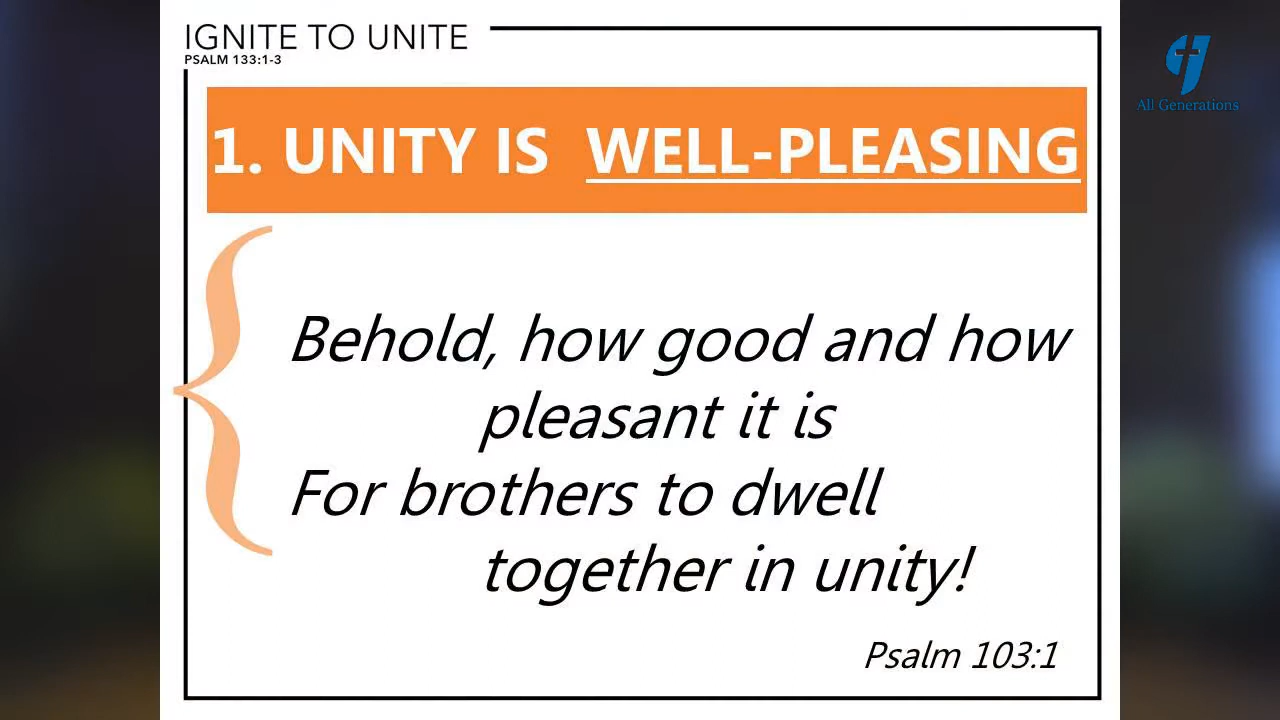 IGNITE TO UNITE
PSALM 133:1-3
All Generations
1. UNITY IS WELL-PLEASING
Behold, how good and how
pleasant it is
For brothers to dwell
together in unity!
Psalm 103:1